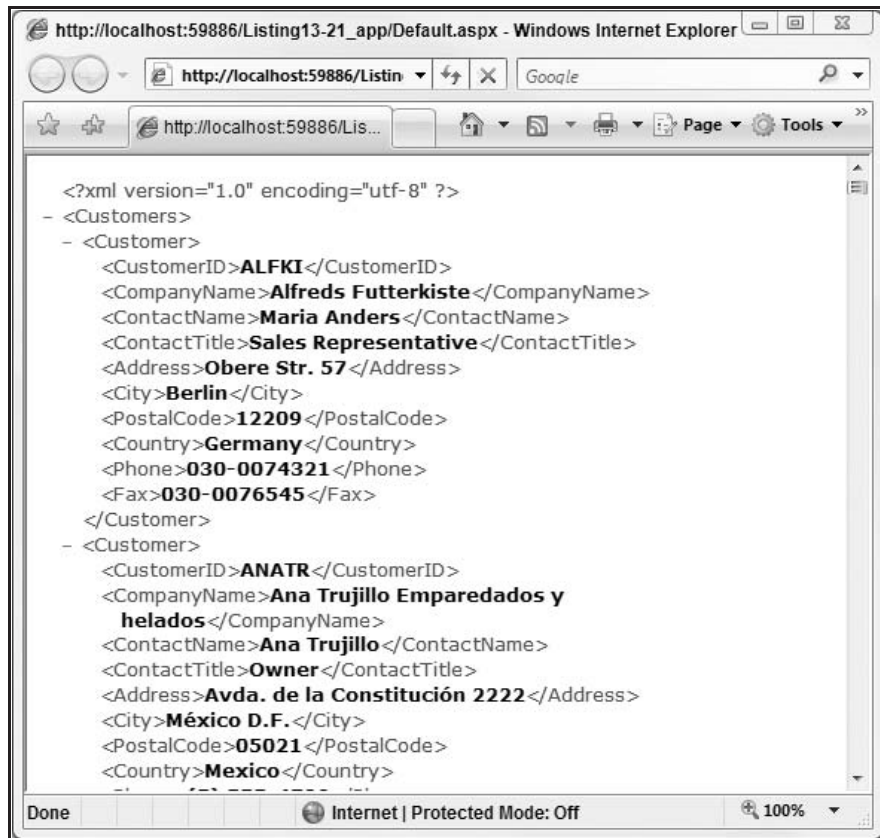 http://localhost:59886/Listing13-21_app/Default.aspx - Windows Internet Explorer
http://localhost:59886/Listin
Google
http://localhost:59886/Lis...
Page
Tools
<?xml version="1.0" encoding="utf-8" ?>
- <Customers>
- <Customer>
<CustomerID>ALFKI</CustomerID>
<CompanyName>Alfreds Futterkiste</CompanyName>
<ContactName>Maria Anders</ContactName>
<ContactTitle>Sales Representative</ContactTitle>
<Address>Obere Str. 57</Address>
<City>Berlin</City>
<PostalCode>12209</PostalCode>
<Country>Germany</Country>
<Phone>030-0074321</Phone>
<Fax>030-0076545</Fax>
</Customer>
- <Customer>
<CustomerID>ANATR</CustomerID>
<CompanyName>Ana Trujillo Emparedados y
helados</CompanyName>
<ContactName>Ana Trujillo</ContactName>
<ContactTitle>Owner</ContactTitle>
<Address>Avda. de la Constitución 2222</Address>
<City>México D.F.</City>
<PostalCode>05021</PostalCode>
<Country>Mexico</Country>
Done
Internet | Protected Mode: Off
100%